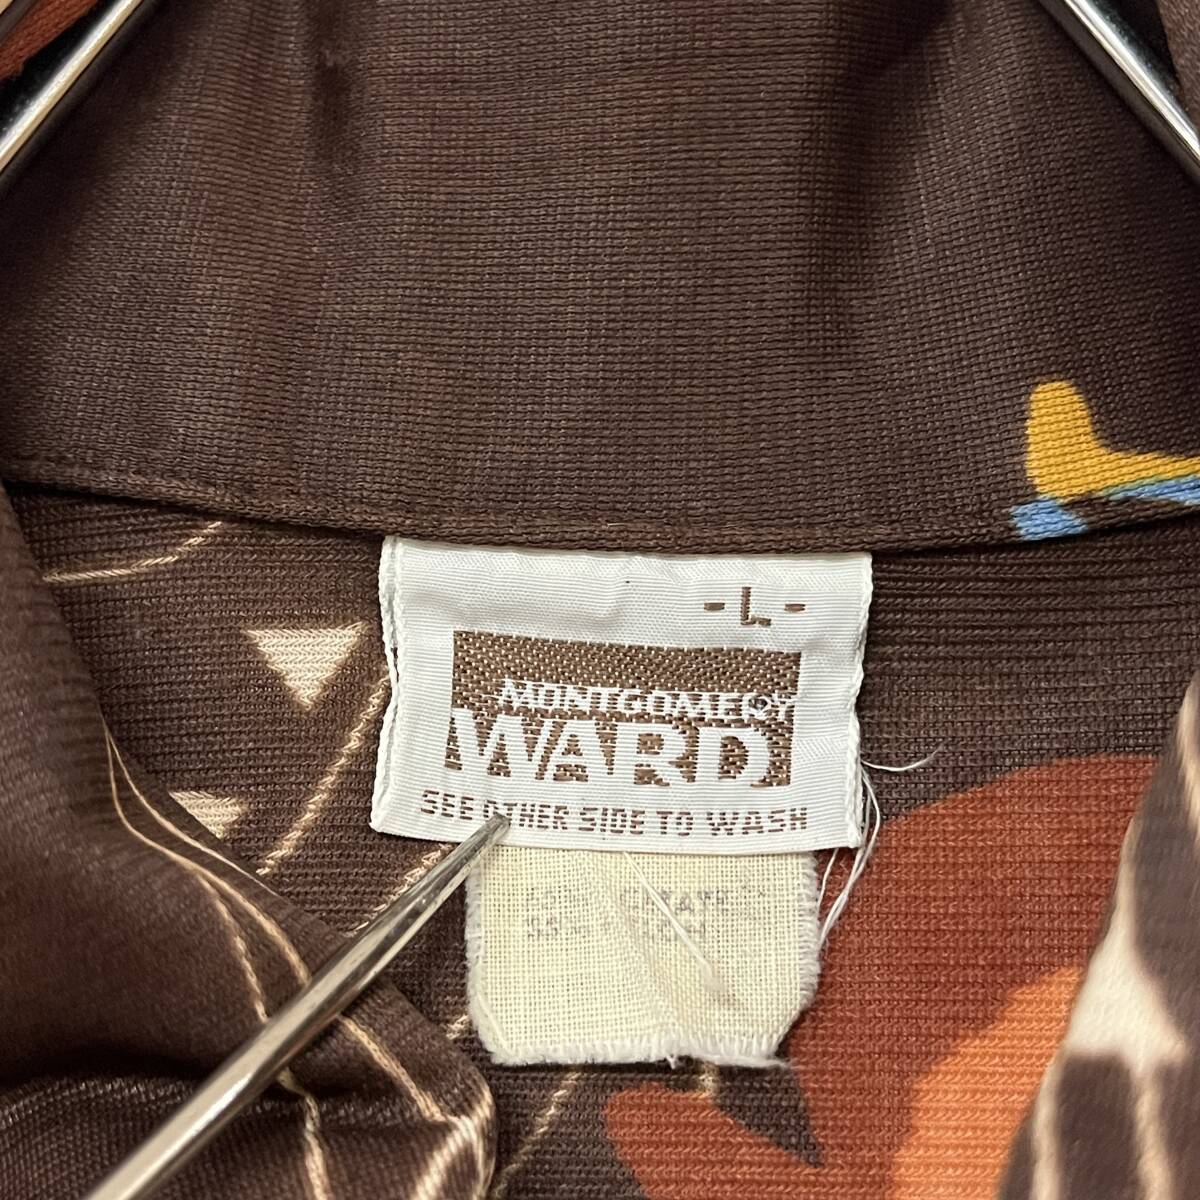 -L-
MONTGOMERY
WARD
SEE OTHER SIDE TO WASH